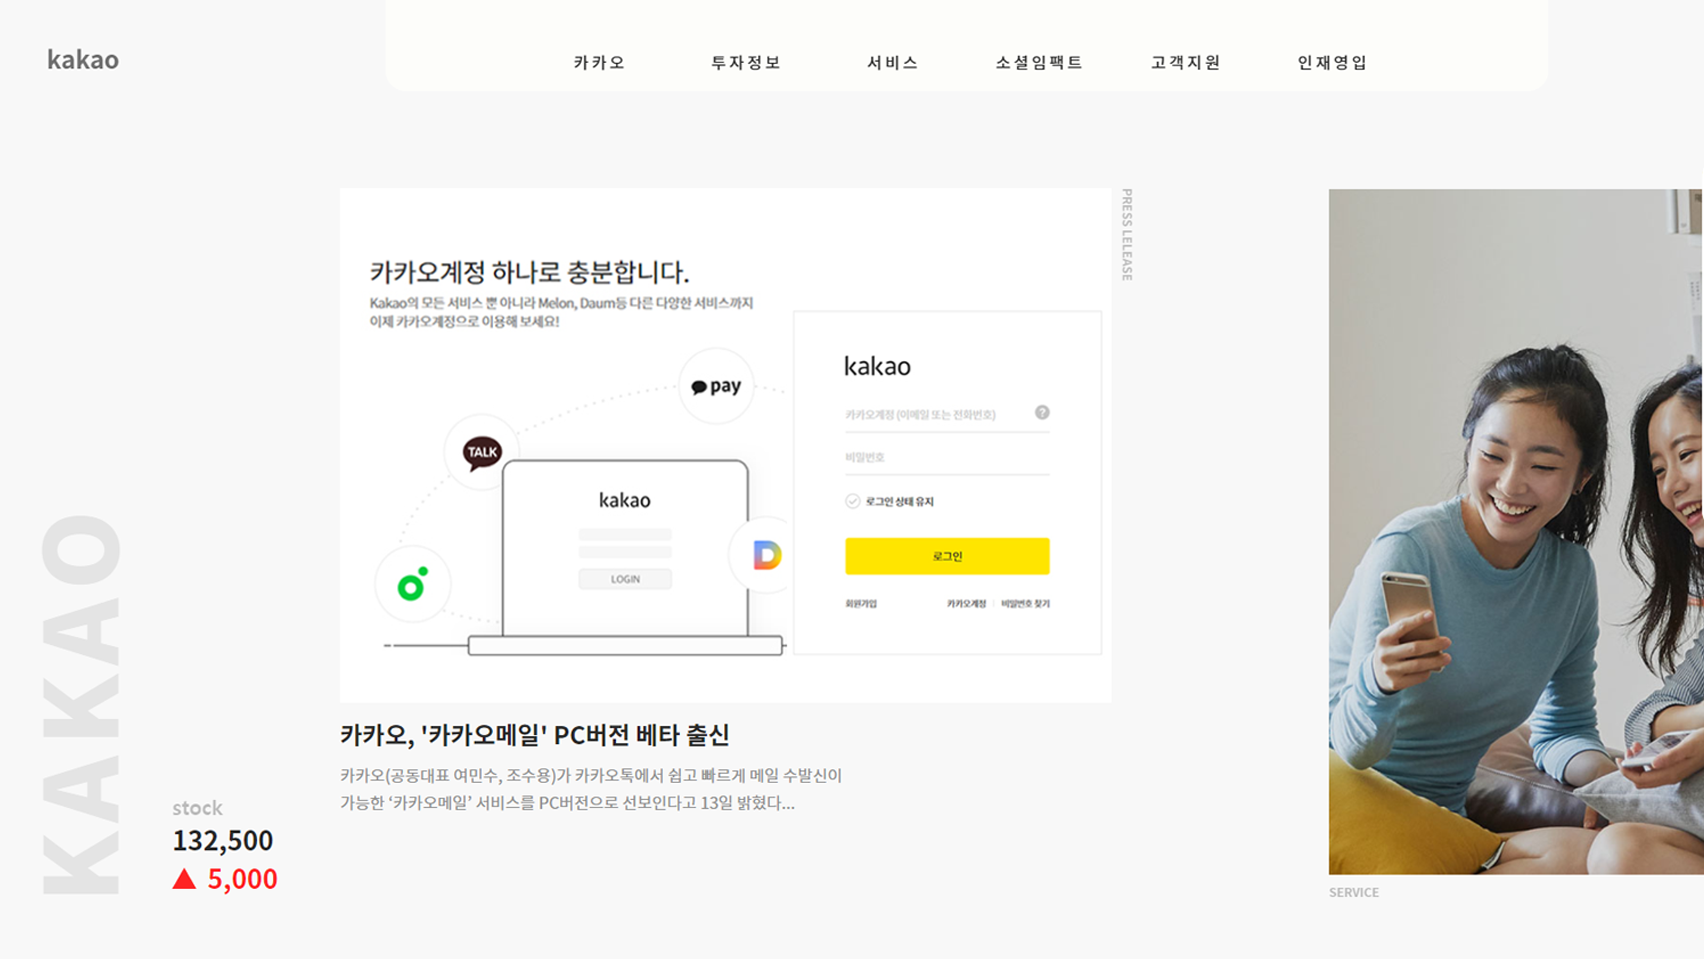 kakao
카카오
투자정보
서비스
소셜임팩트
고객지원
인재영입
KAKAO
stock
132,500
▲ 5,000
카카오계정 하나로 충분합니다.
Kakao의 모든 서비스 뿐 아니라 Melon, Daum등 다른 다양한 서비스까지
이제 카카오계정으로 이용해 보세요!
pay
TALK
kakao
LOGIN
D
kakao
카카오계정 (이메일 또는 전화번호)
?
비밀번호
로그인 상태 유지
로그인
회원가입
카카오계정 | 비밀번호 찾기
PRESS LELEASE
카카오, '카카오메일' PC버전 베타 출신
카카오(공동대표 여민수, 조수용)가 카카오톡에서 쉽고 빠르게 메일 수발신이
가능한 ‘카카오메일’ 서비스를 PC버전으로 선보인다고 13일 밝혔다...
SERVICE